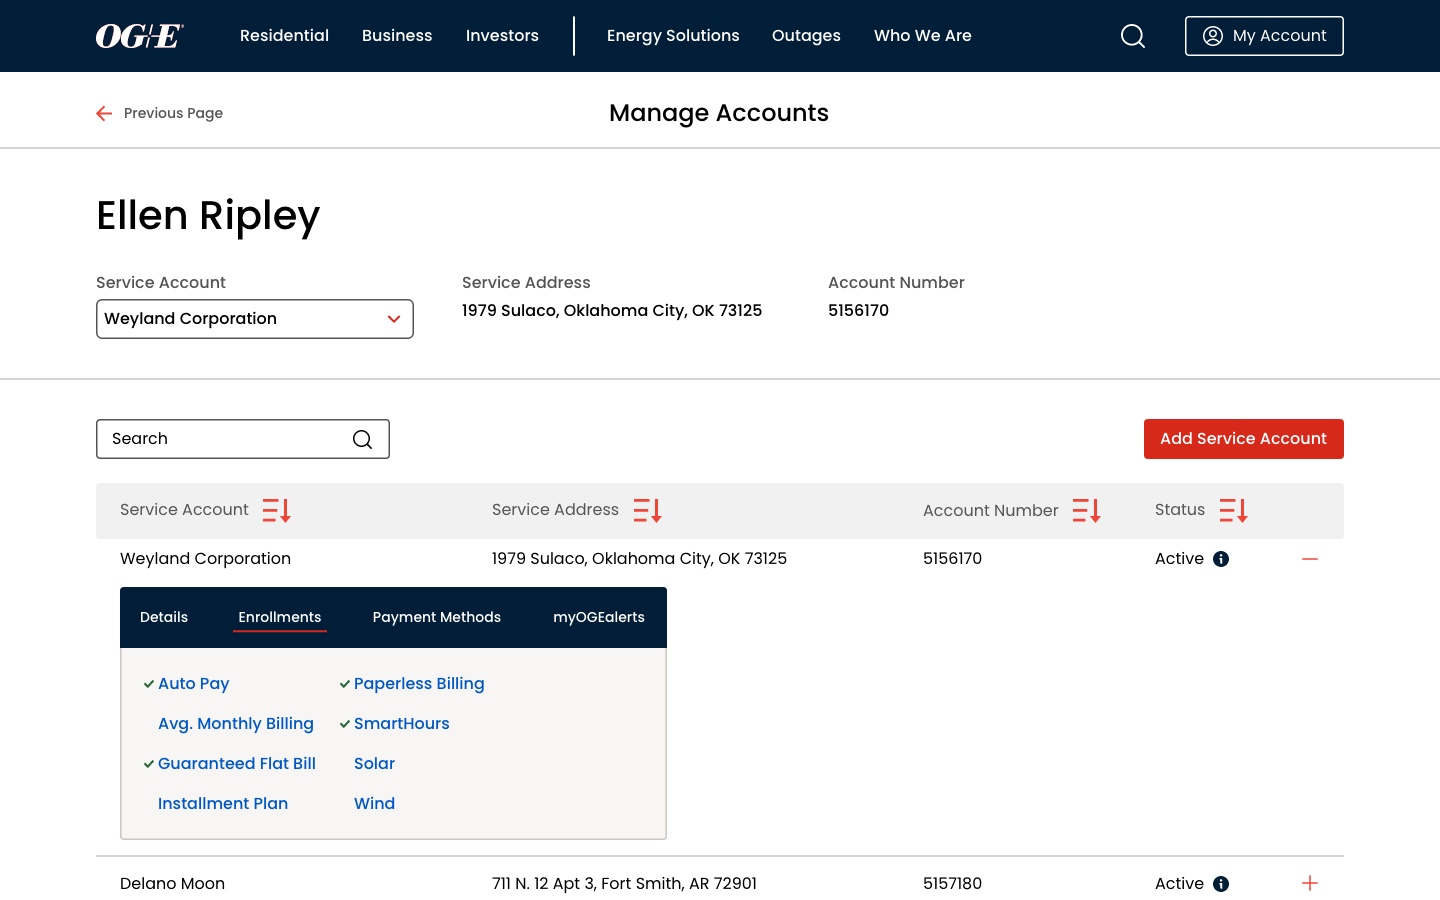 OG+E® Residential Business Investors Energy Solutions Outages Who We Are My Account
Previous Page Manage Accounts
Ellen Ripley
Service Account Service Address Account Number
Weyland Corporation 1979 Sulaco, Oklahoma City, OK 73125 5156170
Search Add Service Account
Service Account Service Address Account Number Status
Weyland Corporation 1979 Sulaco, Oklahoma City, OK 73125 5156170 Active
Details Enrollments Payment Methods myOGEalerts
Auto Pay Paperless Billing
Avg. Monthly Billing SmartHours
Guaranteed Flat Bill Solar
Installment Plan Wind
Delano Moon 711 N. 12 Apt 3, Fort Smith, AR 72901 5157180 Active